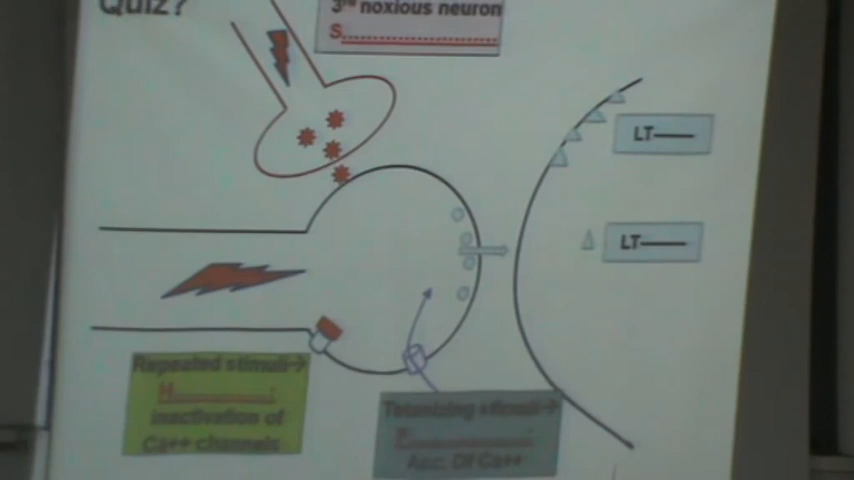 Quiz?
3rd noxious neuron
S...............................
LT——
LT——
Repeated stimuli→
H................:
inactivation of
Ca++ channels
Tetanizing stimuli→
P....................:
Acc. Of Ca++